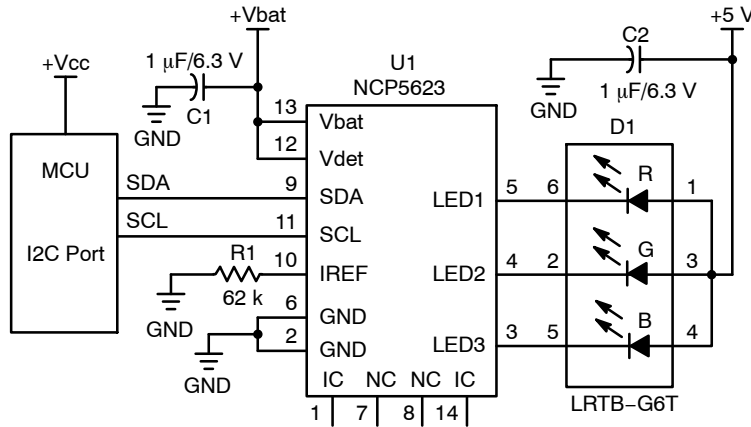 +Vbat
+5 V
C2
U1
NCP5623
1 μF/6.3 V
+Vcc
GND
C1
GND
1 μF/6.3 V
D1
13
Vbat
12
Vdet
MCU
I2C Port
SDA
9
SDA
SCL
11
SCL
R1
62 k
10
IREF
GND
6
GND
2
GND
GND
LED1
5
6
R
1
LED2
4
2
G
3
LED3
3
5
B
4
IC
NC
NC
IC
1
7
8
14
LRTB−G6T